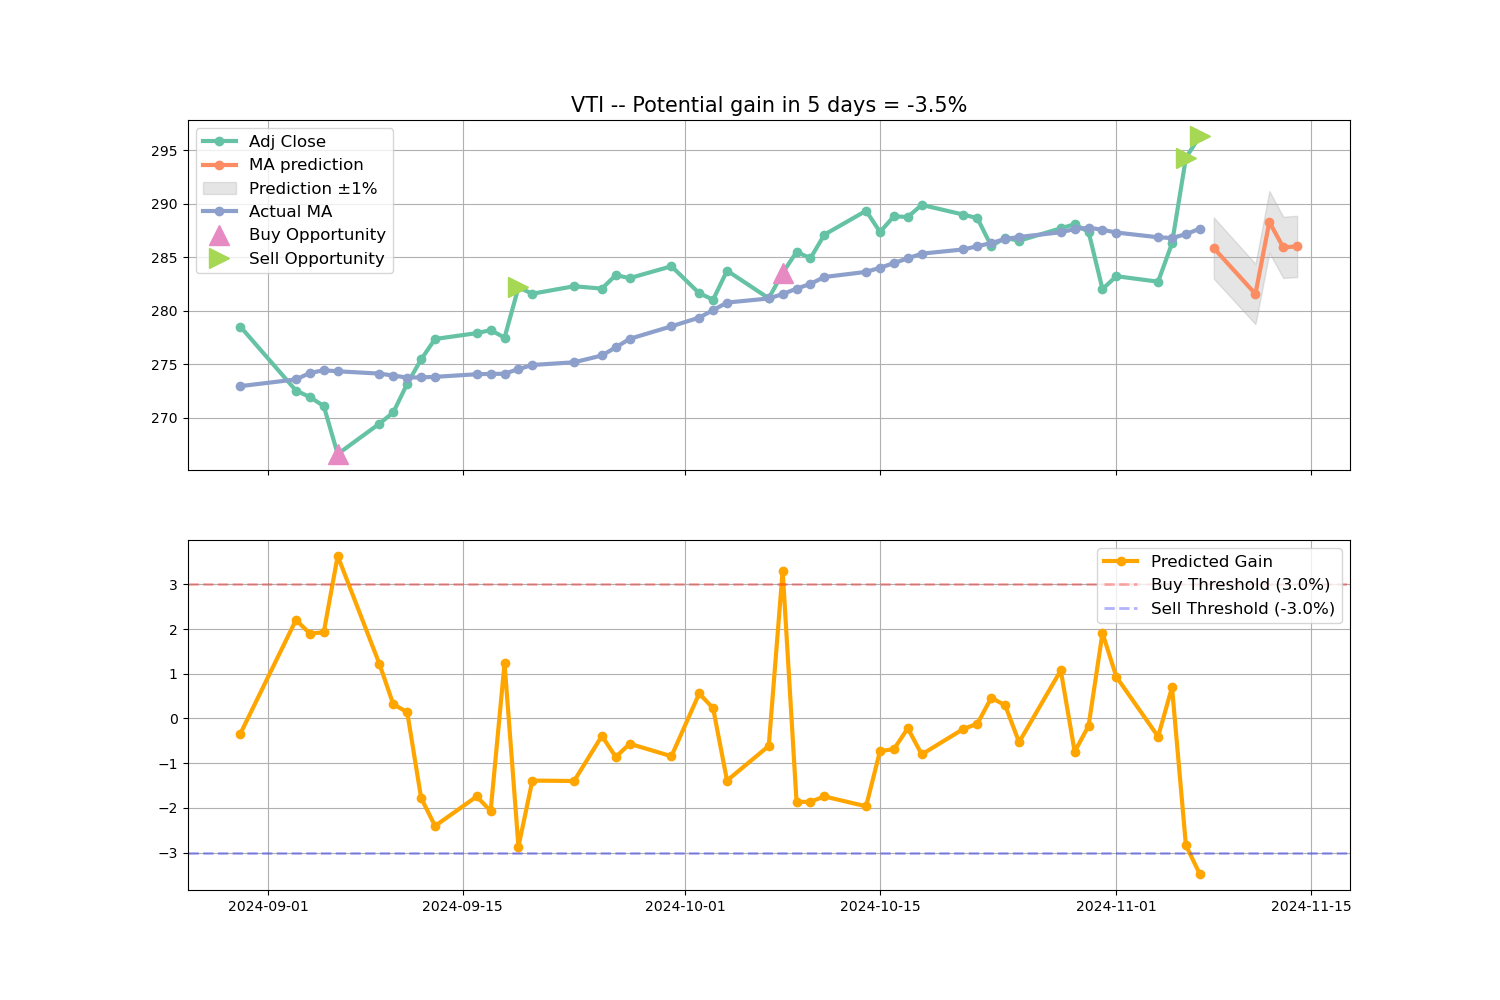 VTI -- Potential gain in 5 days = -3.5%
Adj Close
MA prediction
Prediction ±1%
Actual MA
Buy Opportunity
Sell Opportunity
295
290
285
280
275
270
Predicted Gain
Buy Threshold (3.0%)
Sell Threshold (-3.0%)
3
2
1
0
−1
−2
−3
2024-09-01 2024-09-15 2024-10-01 2024-10-15 2024-11-01 2024-11-15